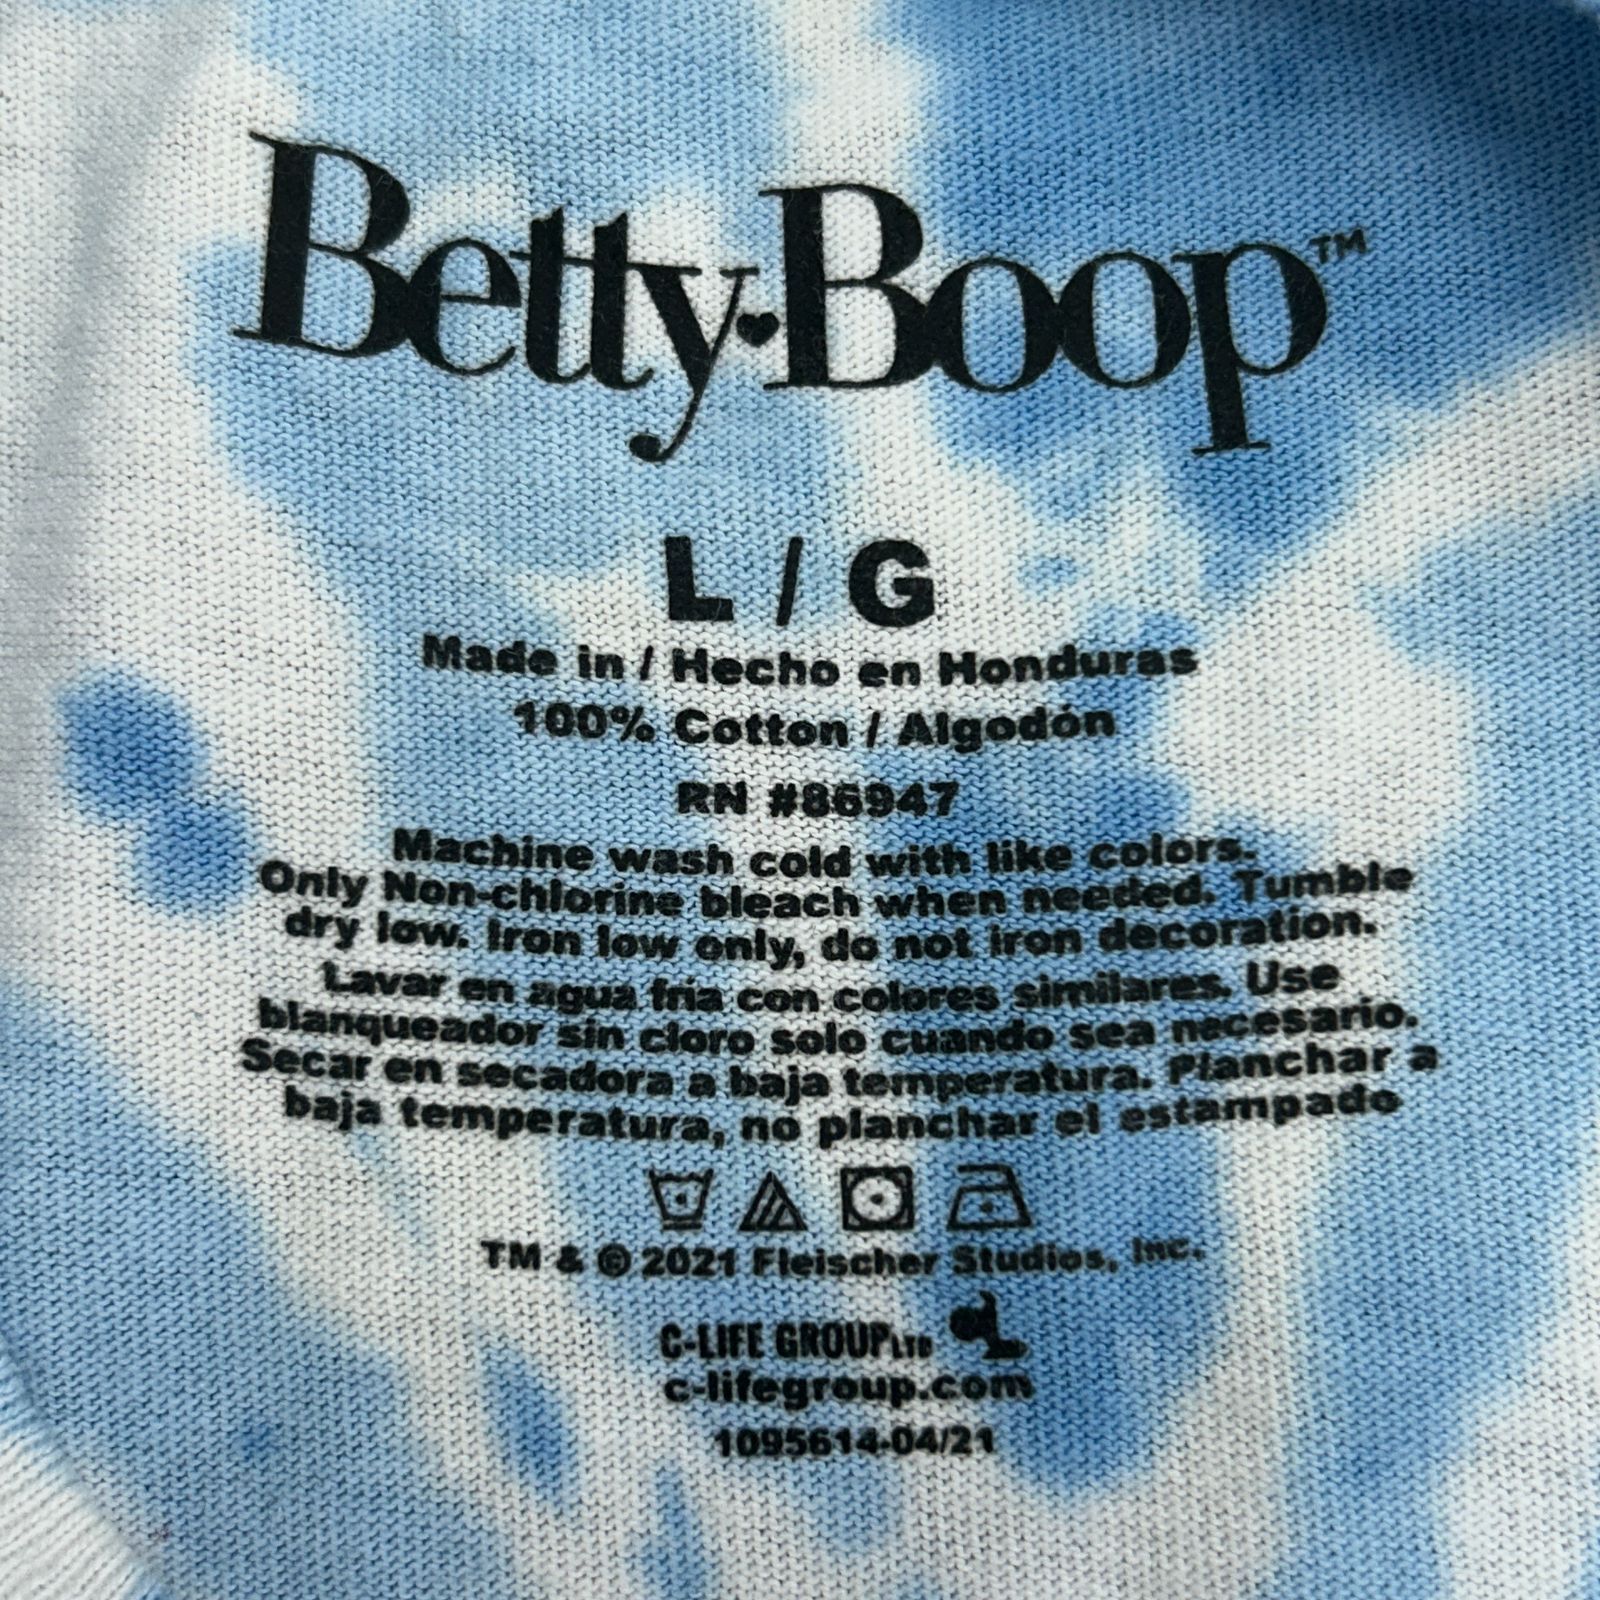 Betty Boop™
L / G
Made in / Hecho en Honduras
100% Cotton / Algodón
RN #86947
Machine wash cold with like colors.
Only Non-chlorine bleach when needed. Tumble
dry low. Iron low only, do not iron decoration.
Lavar en agua fria con colores similares. Use
blanqueador sin cloro solo cuando sea necesario.
Secar en secadora a baja temperatura. Planchar a
baja temperatura, no planchar el estampado
TM & © 2021 Fleischer Studios, Inc.
C-LIFE GROUP LTD
c-lifegroup.com
1095614-04/21